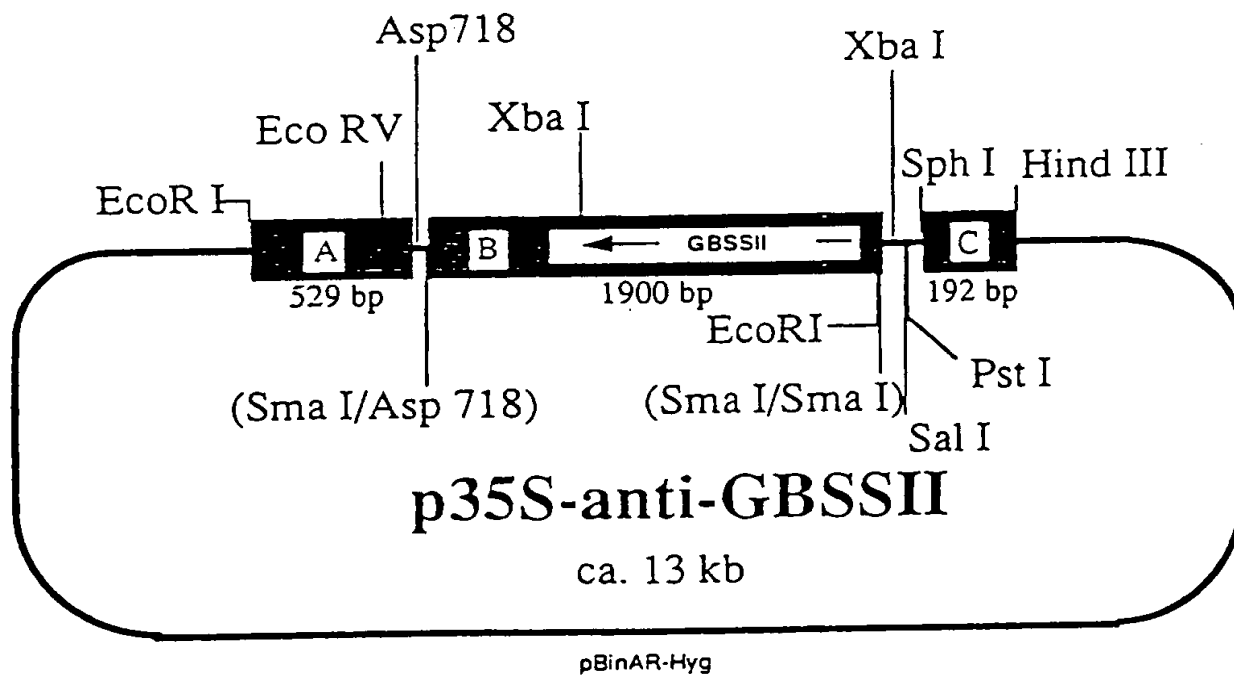 Asp718
Xba I
Eco RV
Xba I
Sph I
Hind III
EcoR I
A
B
GBSSII
C
529 bp
1900 bp
192 bp
EcoRI
Pst I
(Sma I/Asp 718)
(Sma I/Sma I)
Sal I
p35S-anti-GBSSII
ca. 13 kb
pBinAR-Hyg